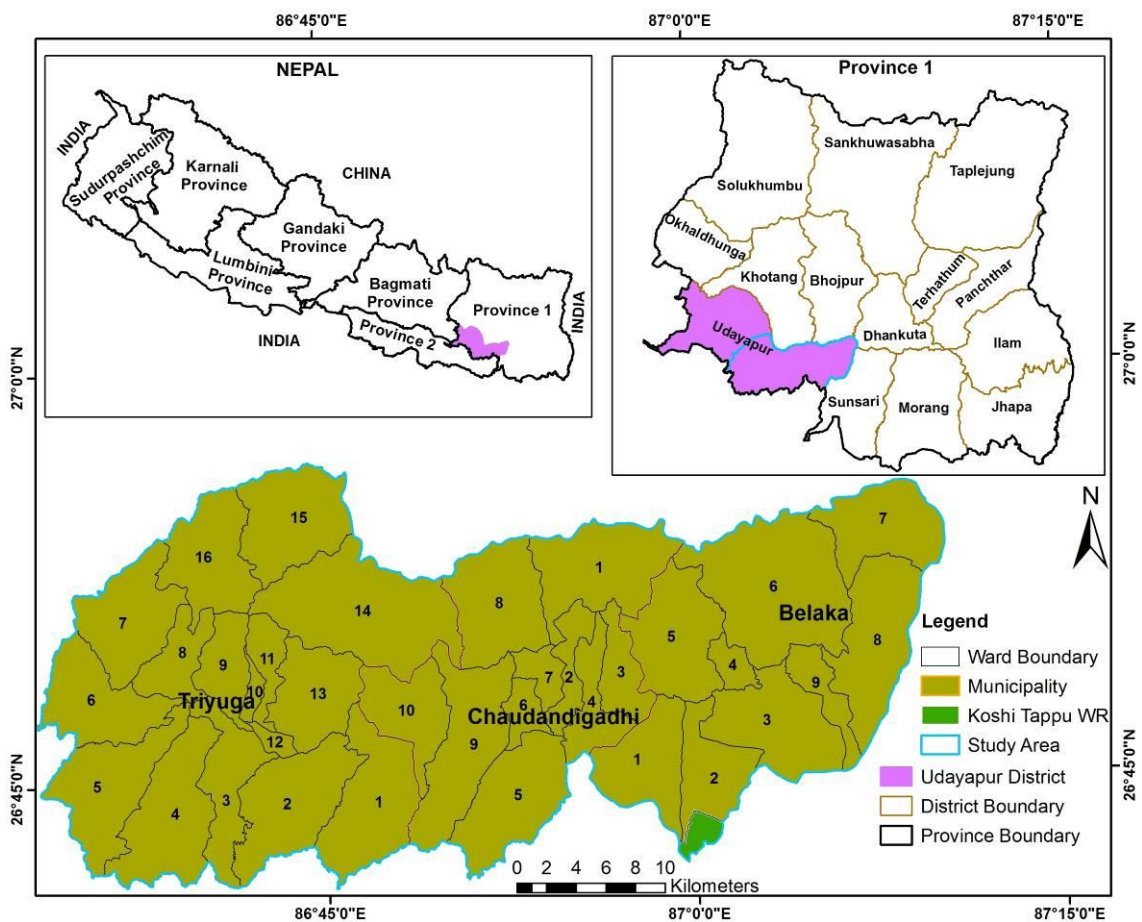 86°45'0"E
87°0'0"E
87°15'0"E
NEPAL
INDIA
Sudurpashchim
Province
Karnali
Province
CHINA
Gandaki
Province
Lumbini
Province
Bagmati
Province
Province 1
INDIA
Province 2
INDIA
27°0'0"N
Province 1
Sankhuwasabha
Taplejung
Solukhumbu
Okhaldhunga
Khotang
Bhojpur
Terhathum
Panchthar
Udayapur
Dhankuta
Ilam
Sunsari
Morang
Jhapa
27°0'0"N
N
15
16
7
14
8
1
7
6
Belaka
8
9
11
5
8
7
2
3
4
9
6
Triyuga
10
13
10
6
4
Chaudandigadhi
3
12
9
1
2
5
4
3
2
1
5
26°45'0"N
26°45'0"N
Legend
Ward Boundary
Municipality
Koshi Tappu WR
Study Area
Udayapur District
District Boundary
Province Boundary
0 2 4 6 8 10
Kilometers
86°45'0"E
87°0'0"E
87°15'0"E